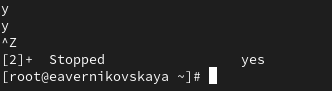 y
y
^Z
[2]+  Stopped                 yes
[root@eavernikovskaya ~]#